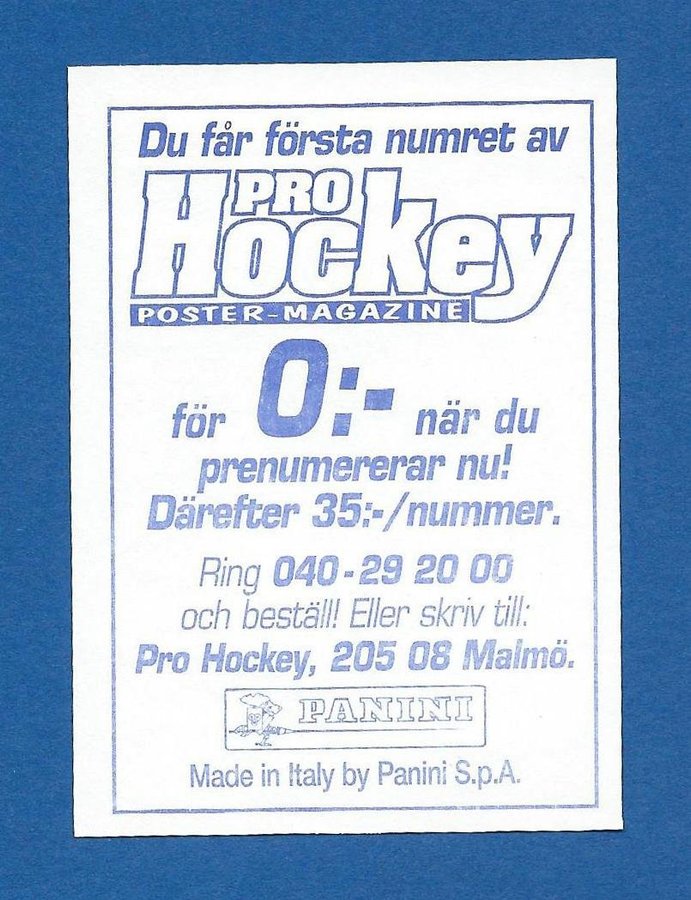 Du får första numret av
PRO
Hockey
POSTER-MAGAZINE
för 0:- när du
prenumererar nu!
Därefter 35:-/nummer.
Ring 040-29 20 00
och beställ! Eller skriv till:
Pro Hockey, 205 08 Malmö.
PANINI
Made in Italy by Panini S.p.A.